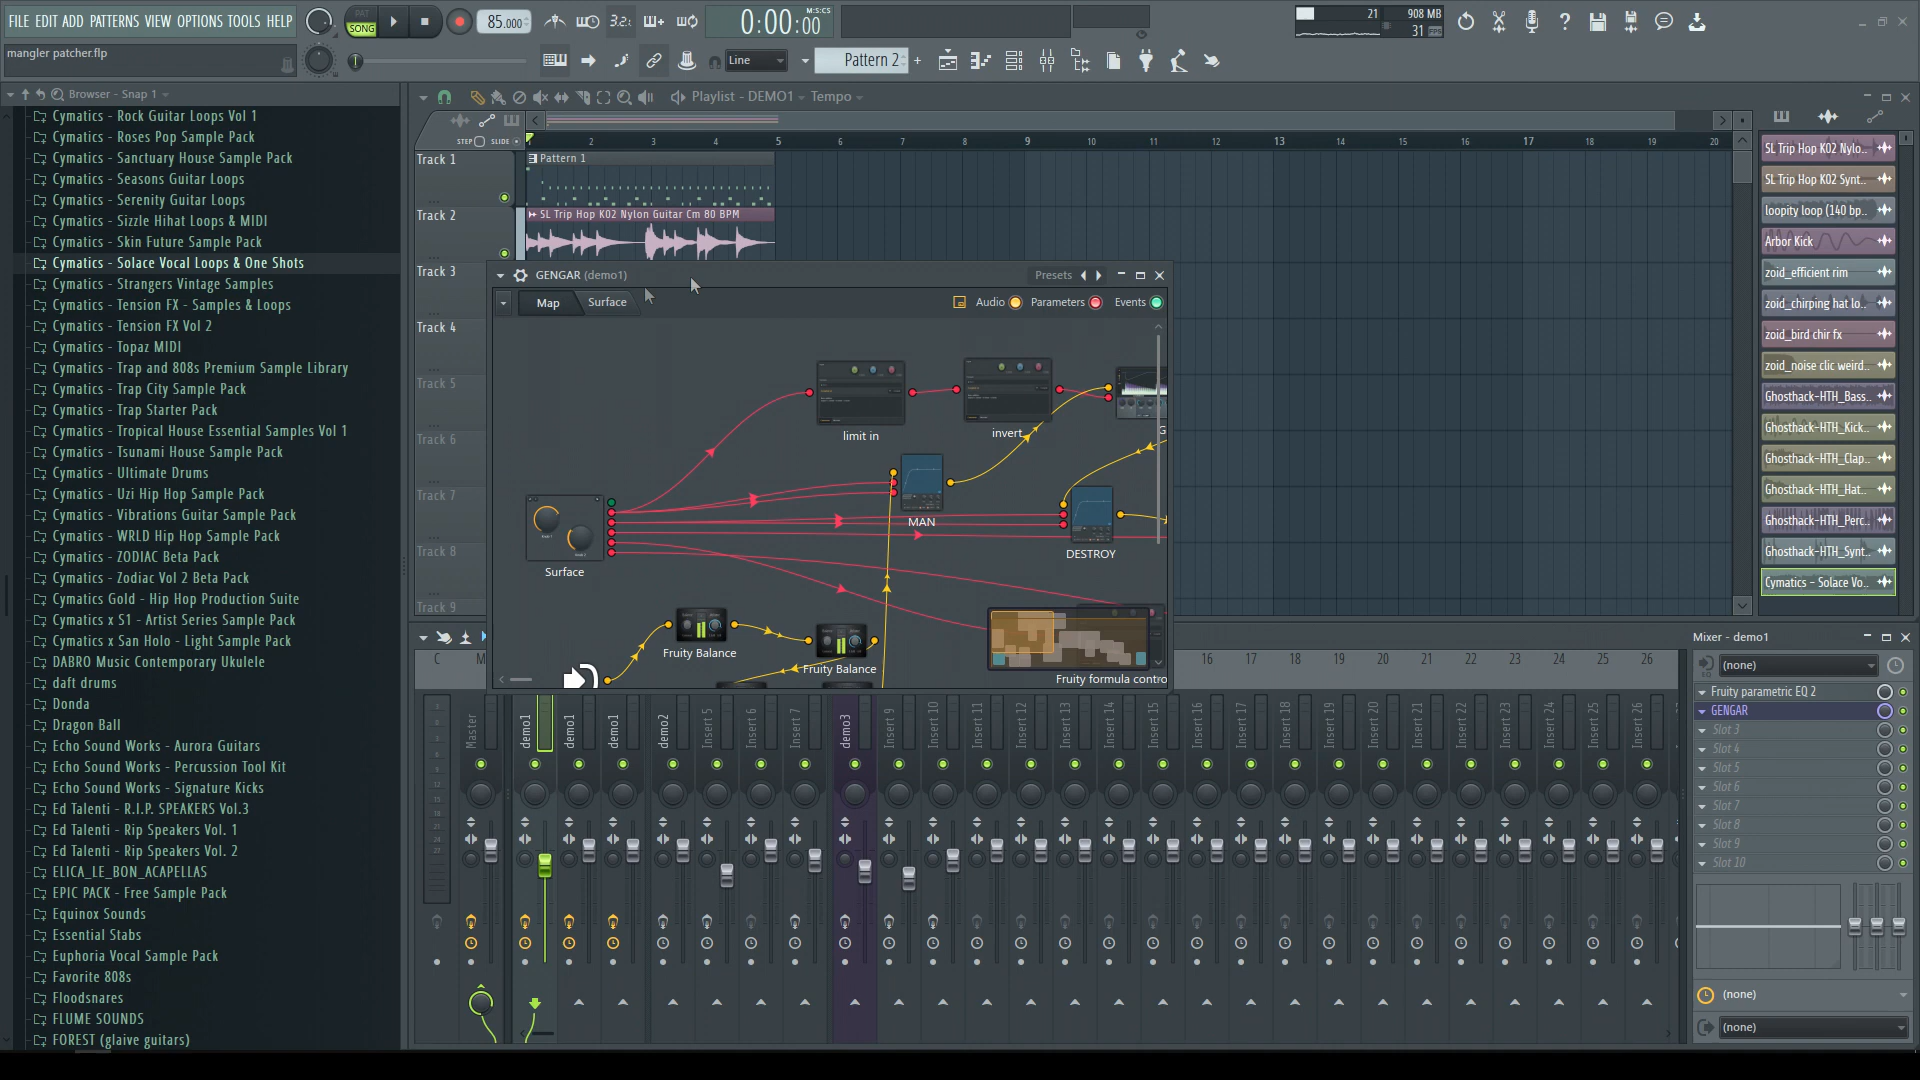 FILE EDIT ADD PATTERNS VIEW OPTIONS TOOLS HELP
PAT
SONG
85.000
3.2.
0:00:00
M:S:CS
21
908 MB
31
mangler patcher.flp
Line
Pattern 2
Browser - Snap 1
Cymatics - Rock Guitar Loops Vol 1
Cymatics - Roses Pop Sample Pack
Cymatics - Sanctuary House Sample Pack
Cymatics - Seasons Guitar Loops
Cymatics - Serenity Guitar Loops
Cymatics - Sizzle Hihat Loops & MIDI
Cymatics - Skin Future Sample Pack
Cymatics - Solace Vocal Loops & One Shots
Cymatics - Strangers Vintage Samples
Cymatics - Tension FX - Samples & Loops
Cymatics - Tension FX Vol 2
Cymatics - Topaz MIDI
Cymatics - Trap and 808s Premium Sample Library
Cymatics - Trap City Sample Pack
Cymatics - Trap Starter Pack
Cymatics - Tropical House Essential Samples Vol 1
Cymatics - Tsunami House Sample Pack
Cymatics - Ultimate Drums
Cymatics - Uzi Hip Hop Sample Pack
Cymatics - Vibrations Guitar Sample Pack
Cymatics - WRLD Hip Hop Sample Pack
Cymatics - ZODIAC Beta Pack
Cymatics - Zodiac Vol 2 Beta Pack
Cymatics Gold - Hip Hop Production Suite
Cymatics x S1 - Artist Series Sample Pack
Cymatics x San Holo - Light Sample Pack
DABRO Music Contemporary Ukulele
daft drums
Donda
Dragon Ball
Echo Sound Works - Aurora Guitars
Echo Sound Works - Percussion Tool Kit
Echo Sound Works - Signature Kicks
Ed Talenti - R.I.P. SPEAKERS Vol.3
Ed Talenti - Rip Speakers Vol. 1
Ed Talenti - Rip Speakers Vol. 2
ELICA_LE_BON_ACAPELLAS
EPIC PACK - Free Sample Pack
Equinox Sounds
Essential Stabs
Euphoria Vocal Sample Pack
Favorite 808s
Floodsnares
FLUME SOUNDS
FOREST (glaive guitars)
Playlist - DEMO1 Tempo
STEP SLIDE
2 3 4 5 6 7 8 9 10 11 12 13 14 15 16 17 18 19 20
Track 1
Pattern 1
Track 2
SL Trip Hop K02 Nylon Guitar Cm 80 BPM
Track 3
Track 4
Track 5
Track 6
Track 7
Track 8
Track 9
GENGAR (demo1)
Presets
Map
Surface
Audio
Parameters
Events
limit in
invert
MAN
DESTROY
Surface
Fruity Balance
Fruity Balance
Fruity formula contro
SL Trip Hop K02 Nylo..
SL Trip Hop K02 Synt..
loopity loop (140 bp..
Arbor Kick
zoid_efficient rim
zoid_chirping hat lo..
zoid_bird chir fx
zoid_noise clic weird..
Ghosthack-HTH_Bass..
Ghosthack-HTH_Kick..
Ghosthack-HTH_Clap..
Ghosthack-HTH_Hat..
Ghosthack-HTH_Perc..
Ghosthack-HTH_Synt..
Cymatics - Solace Vo..
C M 16 17 18 19 20 21 22 23 24 25 26
Master
demo1
demo1
demo1
demo2
Insert 5
Insert 6
Insert 7
demo3
Insert 9
Insert 10
Insert 11
Insert 12
Insert 13
Insert 14
Insert 15
Insert 16
Insert 17
Insert 18
Insert 19
Insert 20
Insert 21
Insert 22
Insert 23
Insert 24
Insert 25
Insert 26
Mixer - demo1
(none)
Fruity parametric EQ 2
GENGAR
Slot 3
Slot 4
Slot 5
Slot 6
Slot 7
Slot 8
Slot 9
Slot 10
(none)
(none)